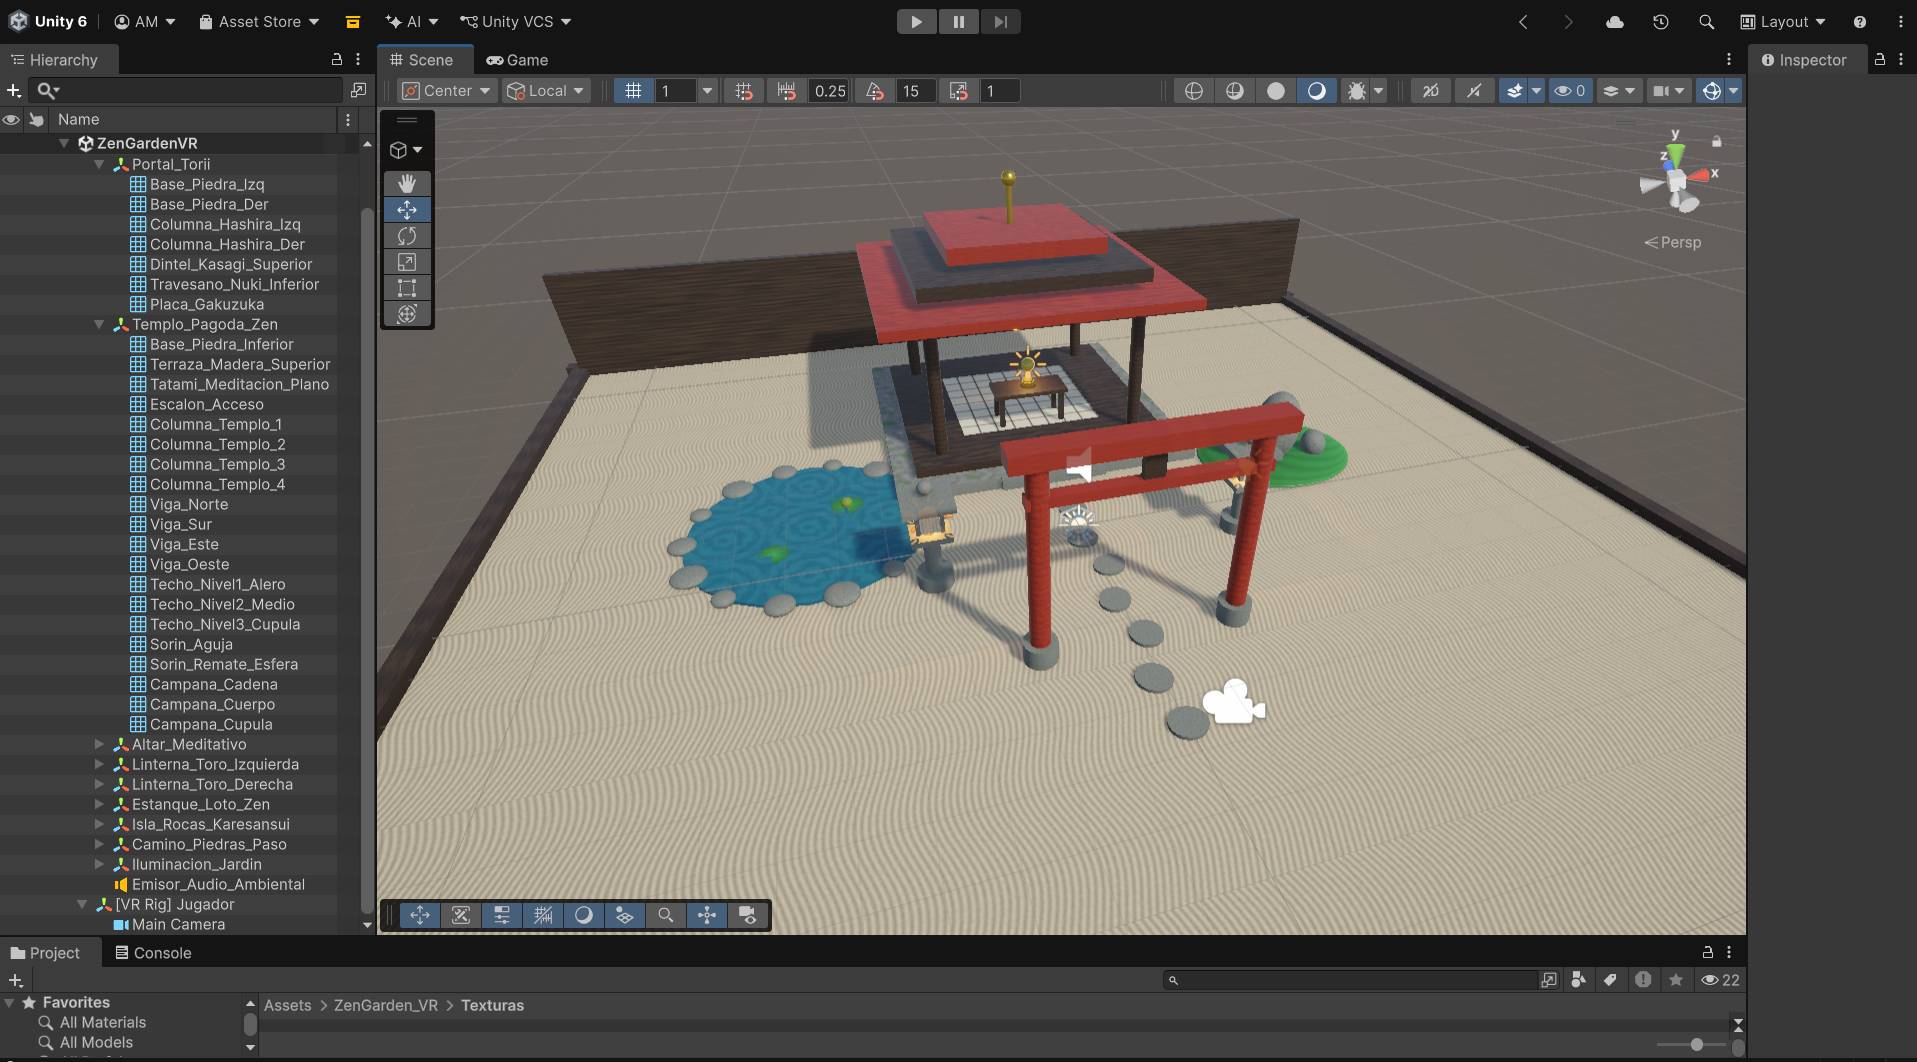 Unity 6 AM Asset Store AI Unity VCS Layout
Hierarchy
Scene Game
Inspector
Center Local 1 0.25 15 1 2D 0
Name
ZenGardenVR
Portal_Torii
Base_Piedra_Izq
Base_Piedra_Der
Columna_Hashira_Izq
Columna_Hashira_Der
Dintel_Kasagi_Superior
Travesano_Nuki_Inferior
Placa_Gakuzuka
Templo_Pagoda_Zen
Base_Piedra_Inferior
Terraza_Madera_Superior
Tatami_Meditacion_Plano
Escalon_Acceso
Columna_Templo_1
Columna_Templo_2
Columna_Templo_3
Columna_Templo_4
Viga_Norte
Viga_Sur
Viga_Este
Viga_Oeste
Techo_Nivel1_Alero
Techo_Nivel2_Medio
Techo_Nivel3_Cupula
Sorin_Aguja
Sorin_Remate_Esfera
Campana_Cadena
Campana_Cuerpo
Campana_Cupula
Altar_Meditativo
Linterna_Toro_Izquierda
Linterna_Toro_Derecha
Estanque_Loto_Zen
Isla_Rocas_Karesansui
Camino_Piedras_Paso
Iluminacion_Jardin
Emisor_Audio_Ambiental
[VR Rig] Jugador
Main Camera
y
z
x
Persp
Project Console
22
Favorites
All Materials
All Models
Assets > ZenGarden_VR > Texturas